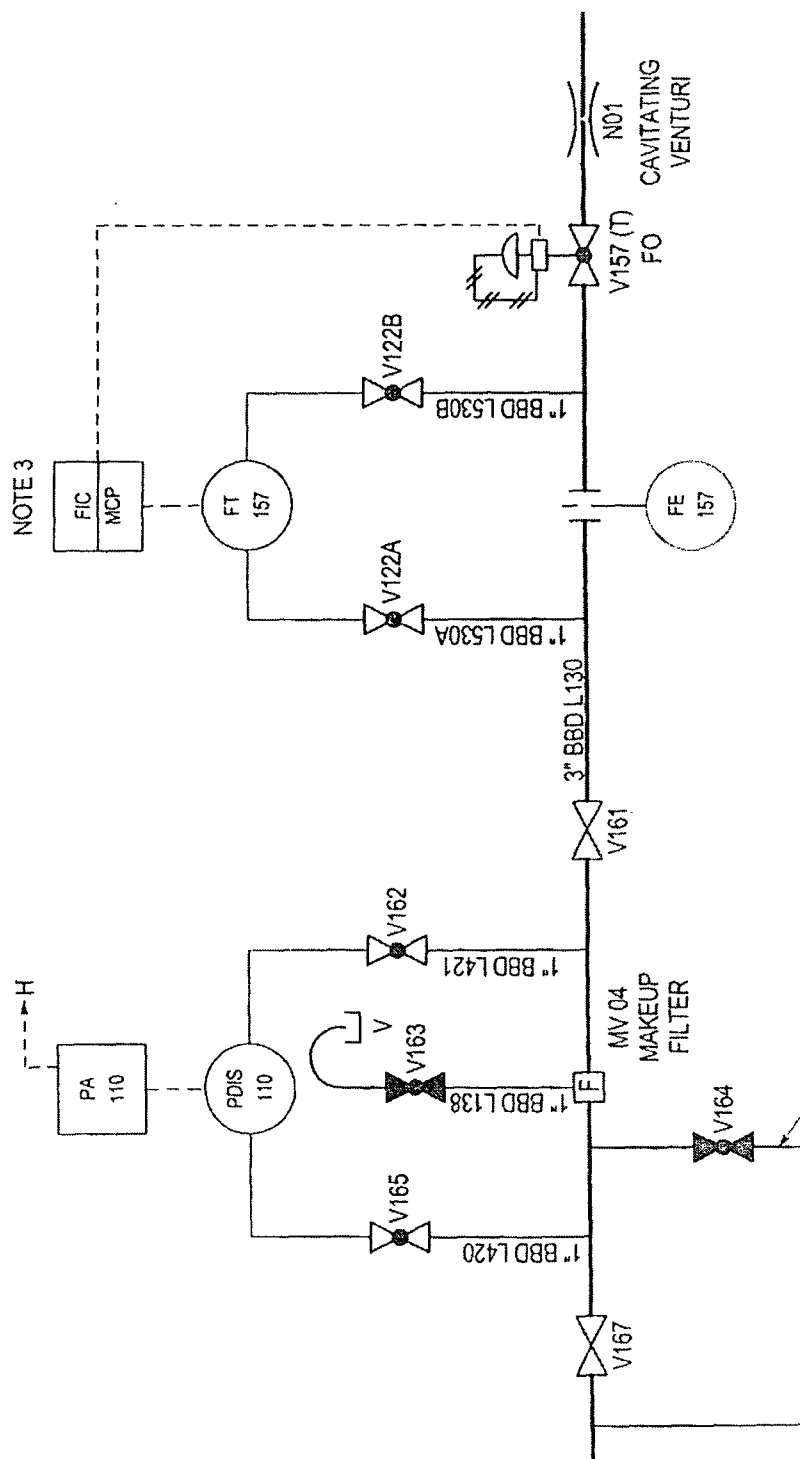 NOTE 3
FIC
MCP
FT
157
V122A
V122B
1" BBD L530A
1" BBD L530B
FE
157
V157 (T)
FO
N01
CAVITATING
VENTURI
3" BBD L130
V161
H
PA
110
PDIS
110
V165
V163
V162
V
1" BBD L420
1" BBD L138
1" BBD L421
F
MV 04
MAKEUP
FILTER
V164
V167